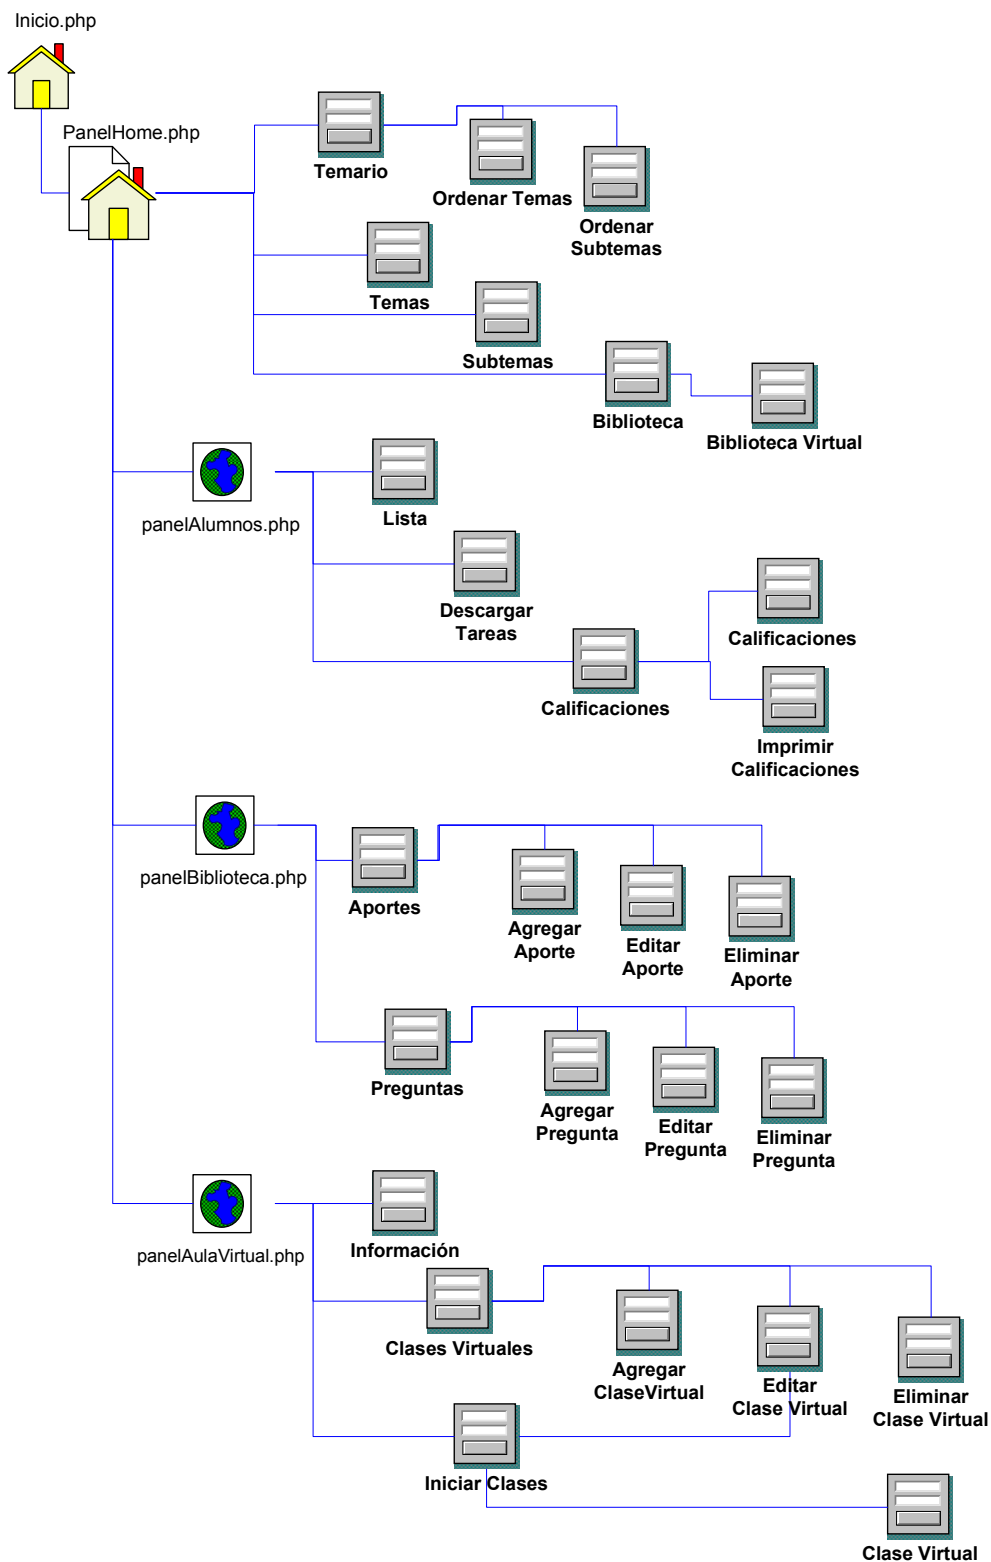 Inicio.php
PanelHome.php
Temario
Ordenar Temas
Ordenar
Subtemas
Temas
Subtemas
Biblioteca
Biblioteca Virtual
panelAlumnos.php
Lista
Descargar
Tareas
Calificaciones
Calificaciones
Imprimir
Calificaciones
panelBiblioteca.php
Aportes
Agregar
Aporte
Editar
Aporte
Eliminar
Aporte
Preguntas
Agregar
Pregunta
Editar
Pregunta
Eliminar
Pregunta
panelAulaVirtual.php
Información
Clases Virtuales
Agregar
ClaseVirtual
Editar
Clase Virtual
Eliminar
Clase Virtual
Iniciar Clases
Clase Virtual